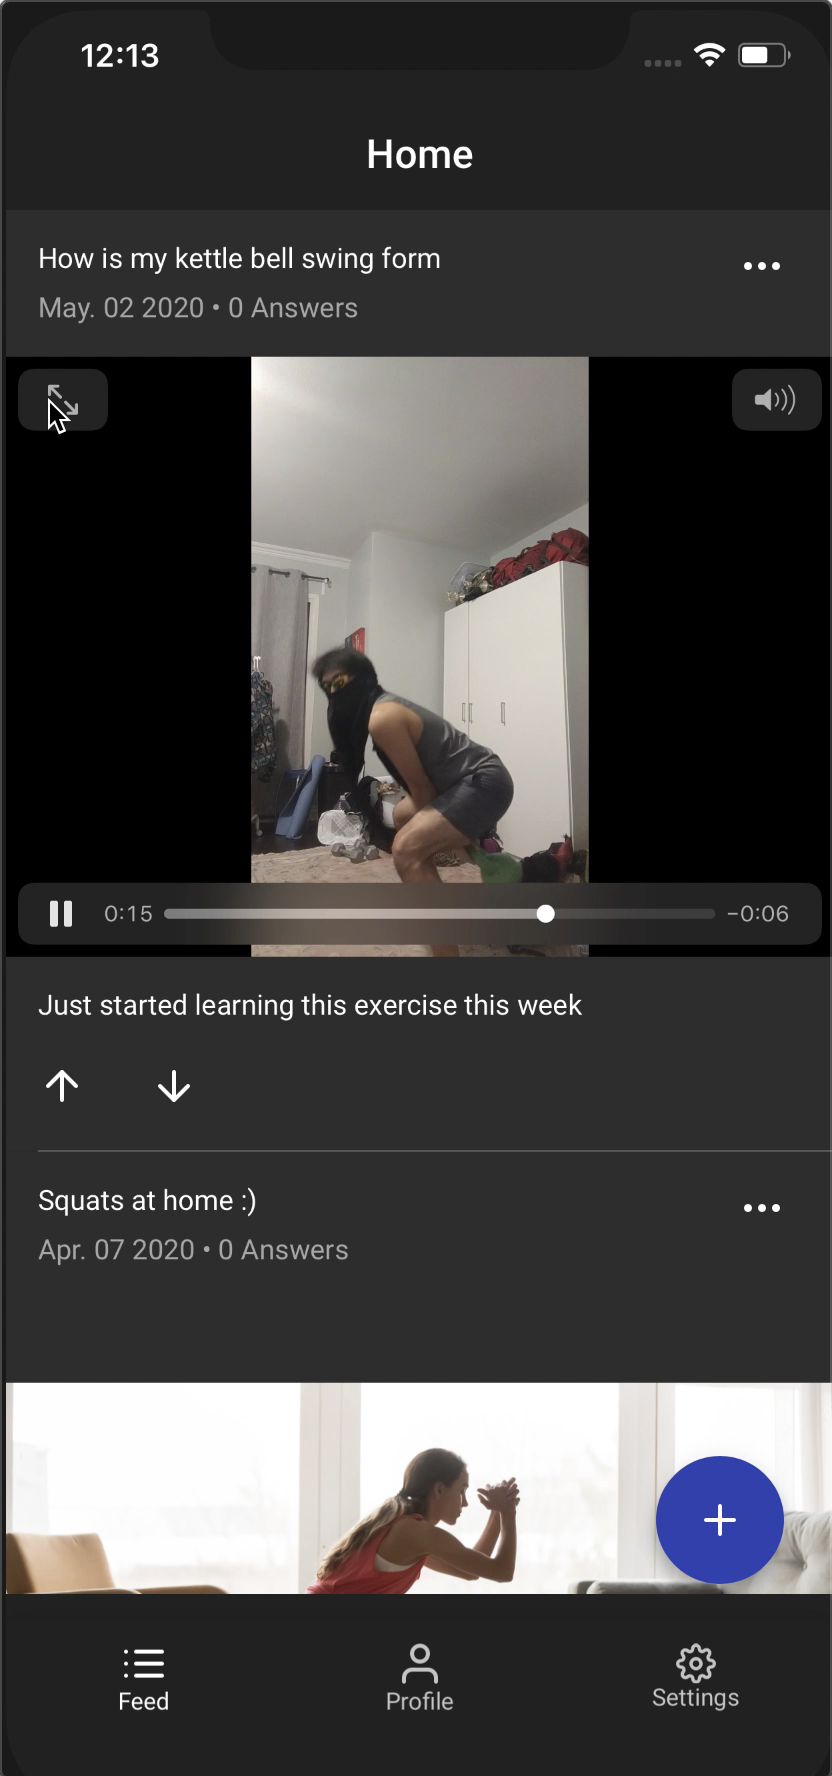 12:13
Home
How is my kettle bell swing form
May. 02 2020 • 0 Answers
0:15
−0:06
Just started learning this exercise this week
Squats at home :)
Apr. 07 2020 • 0 Answers
Feed
Profile
Settings